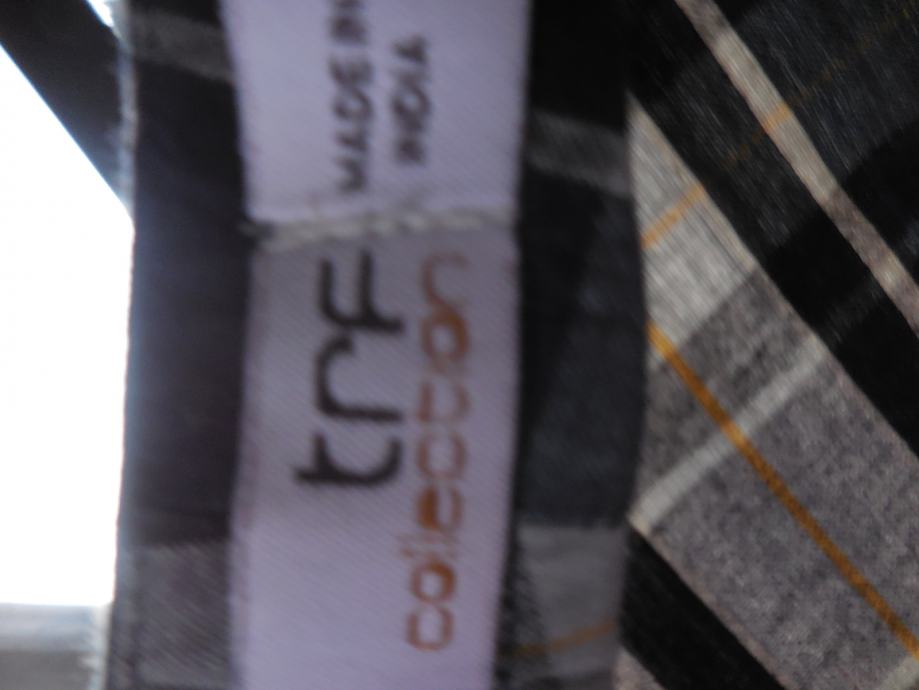 MADE IN
INDIA
trf
collection